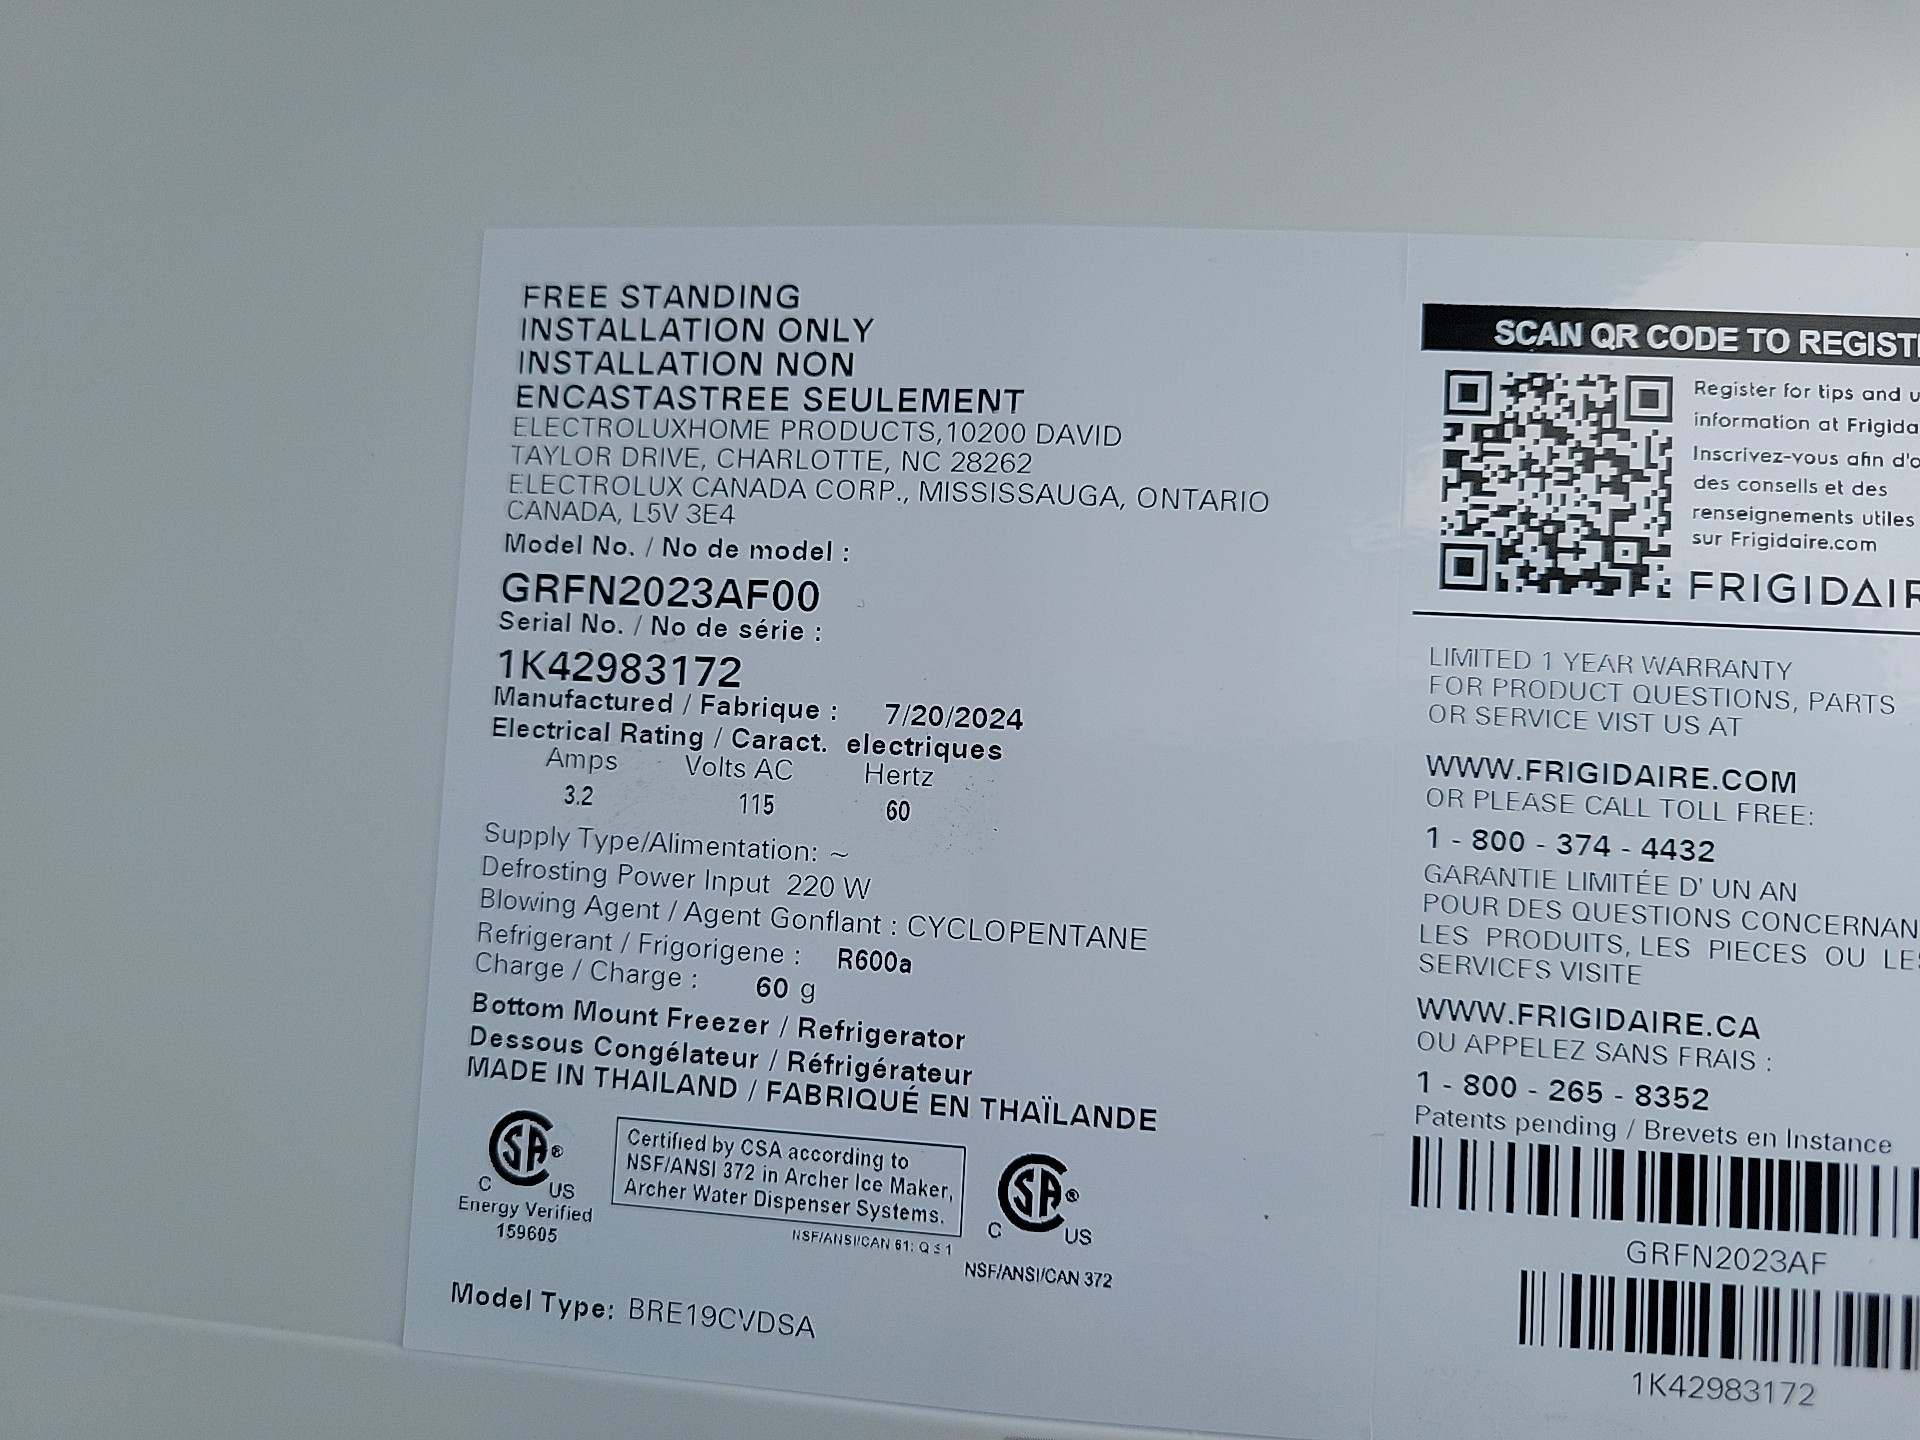 FREE STANDING
INSTALLATION ONLY
INSTALLATION NON
ENCASTASTREE SEULEMENT
ELECTROLUXHOME PRODUCTS,10200 DAVID
TAYLOR DRIVE, CHARLOTTE, NC 28262
ELECTROLUX CANADA CORP., MISSISSAUGA, ONTARIO
CANADA, L5V 3E4
Model No. / No de model :
GRFN2023AF00
Serial No. / No de série :
1K42983172
Manufactured / Fabrique : 7/20/2024
Electrical Rating / Caract. electriques
Amps Volts AC Hertz
3.2 115 60
Supply Type/Alimentation: ~
Defrosting Power Input 220 W
Blowing Agent / Agent Gonflant : CYCLOPENTANE
Refrigerant / Frigorigene : R600a
Charge / Charge : 60 g
Bottom Mount Freezer / Refrigerator
Dessous Congélateur / Réfrigérateur
MADE IN THAILAND / FABRIQUÉ EN THAÏLANDE
SA®
C US
Energy Verified
159605
Certified by CSA according to
NSF/ANSI 372 in Archer Ice Maker,
Archer Water Dispenser Systems.
NSF/ANSI/CAN 61: Q ≤ 1
SA®
C US
NSF/ANSI/CAN 372
Model Type: BRE19CVDSA
SCAN QR CODE TO REGIST
Register for tips and
information at
Inscrivez-vous afin
des conseils et des
renseignements utiles
sur Frigidaire.com
FRIGIDAIR
LIMITED 1 YEAR WARRANTY
FOR PRODUCT QUESTIONS, PARTS
OR SERVICE VIST US AT
WWW.FRIGIDAIRE.COM
OR PLEASE CALL TOLL FREE:
1 - 800 - 374 - 4432
GARANTIE LIMITÉE D' UN AN
POUR DES QUESTIONS CONCERNAN
LES PRODUITS, LES PIECES OU LES
SERVICES VISITE
WWW.FRIGIDAIRE.CA
OU APPELEZ SANS FRAIS :
1 - 800 - 265 - 8352
Patents pending / Brevets en Instance
GRFN2023AF
1K42983172